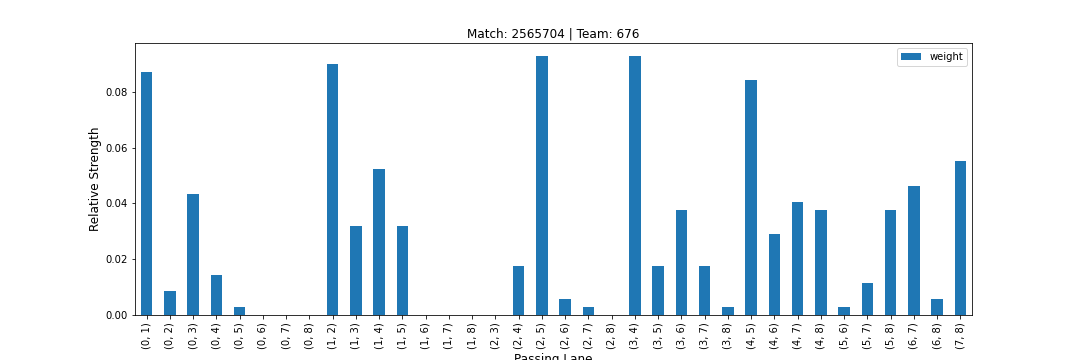 Match: 2565704 | Team: 676
weight
Relative Strength
0.08
0.06
0.04
0.02
0.00
(0, 1) (0, 2) (0, 3) (0, 4) (0, 5) (0, 6) (0, 7) (0, 8) (1, 2) (1, 3) (1, 4) (1, 5) (1, 6) (1, 7) (1, 8) (2, 3) (2, 4) (2, 5) (2, 6) (2, 7) (2, 8) (3, 4) (3, 5) (3, 6) (3, 7) (3, 8) (4, 5) (4, 6) (4, 7) (4, 8) (5, 6) (5, 7) (5, 8) (6, 7) (6, 8) (7, 8)
Passing Lane